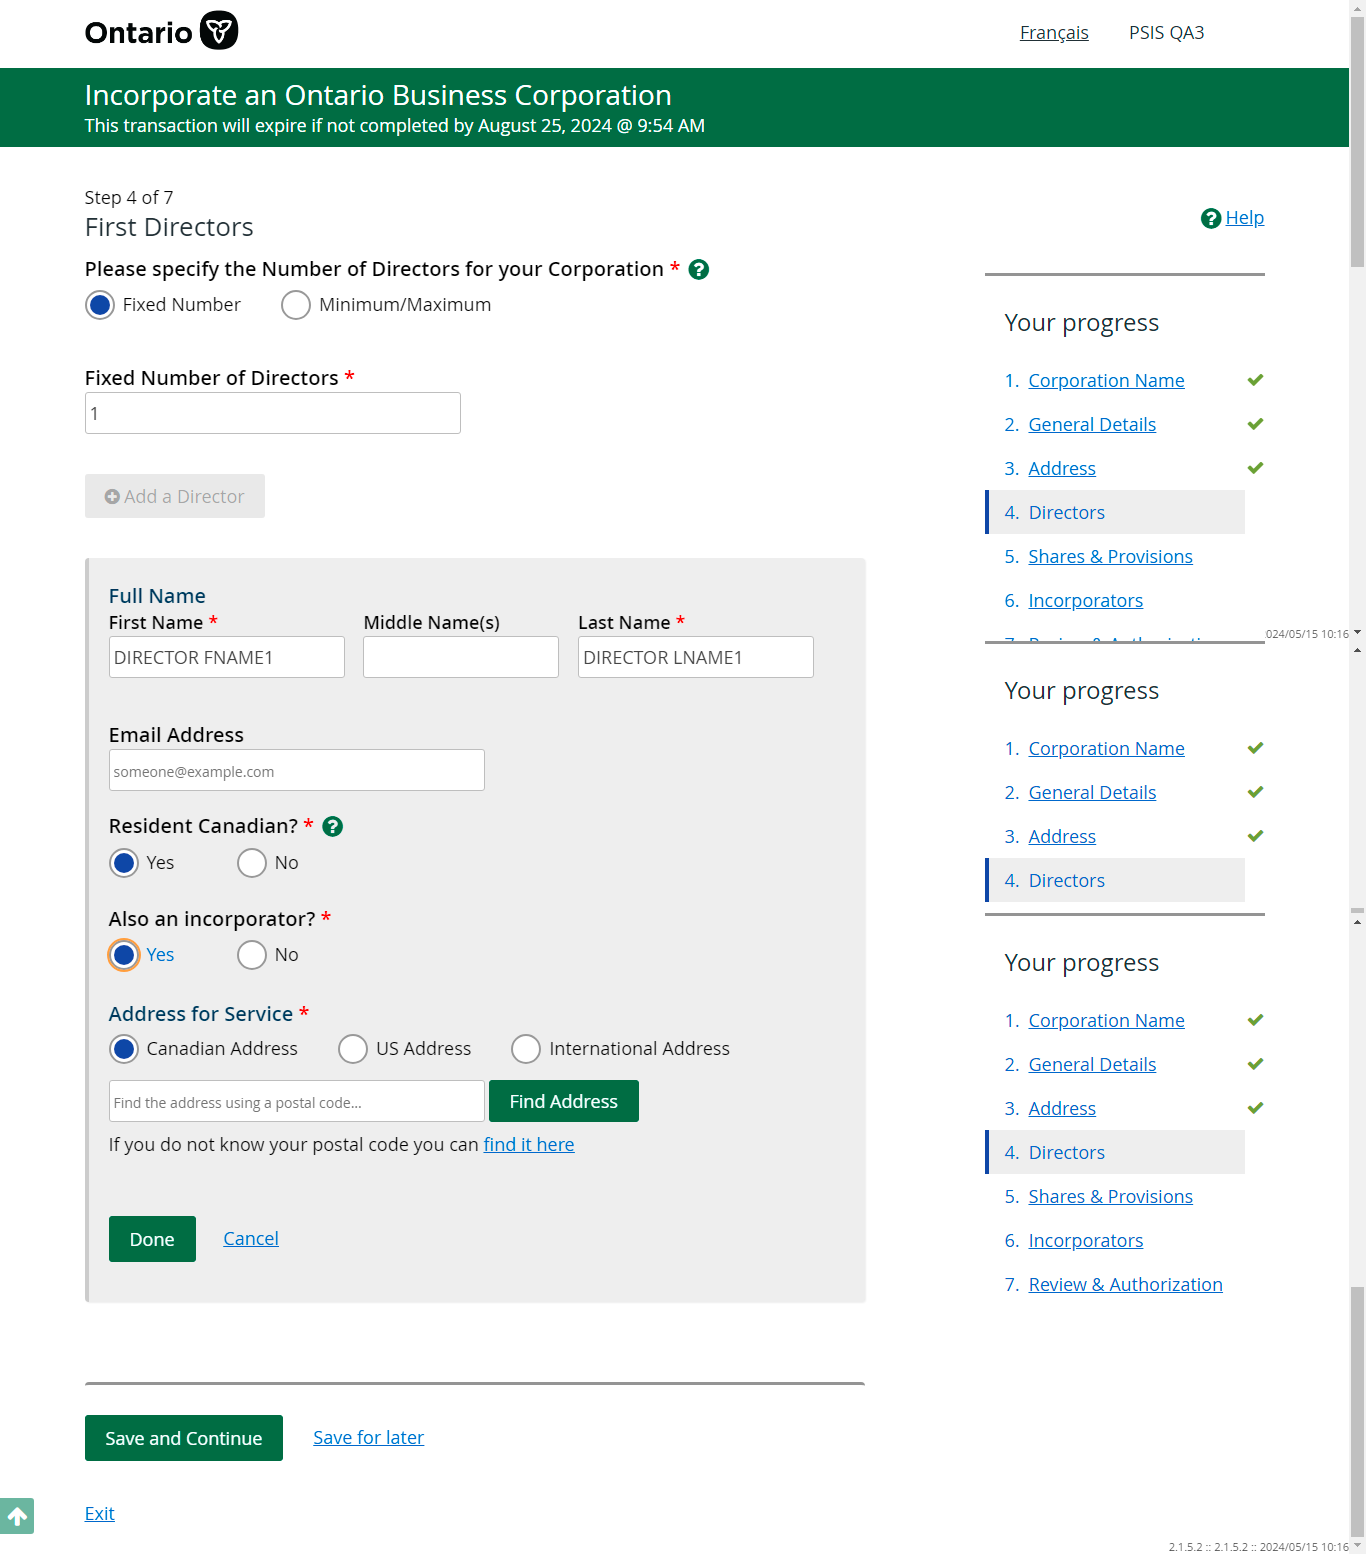 Ontario
Français
PSIS QA3
Incorporate an Ontario Business Corporation
This transaction will expire if not completed by August 25, 2024 @ 9:54 AM
Step 4 of 7
First Directors
Help
Please specify the Number of Directors for your Corporation *
Fixed Number
Minimum/Maximum
Fixed Number of Directors *
1
Add a Director
Full Name
First Name *
Middle Name(s)
Last Name *
DIRECTOR FNAME1
DIRECTOR LNAME1
Email Address
someone@example.com
Resident Canadian? *
Yes
No
Also an incorporator? *
Yes
No
Address for Service *
Canadian Address
US Address
International Address
Find the address using a postal code...
Find Address
If you do not know your postal code you can find it here
Done
Cancel
Save and Continue
Save for later
Exit
Your progress
1. Corporation Name
2. General Details
3. Address
4. Directors
5. Shares & Provisions
6. Incorporators
024/05/15 10:16
Your progress
1. Corporation Name
2. General Details
3. Address
4. Directors
Your progress
1. Corporation Name
2. General Details
3. Address
4. Directors
5. Shares & Provisions
6. Incorporators
7. Review & Authorization
2.1.5.2 :: 2.1.5.2 :: 2024/05/15 10:16